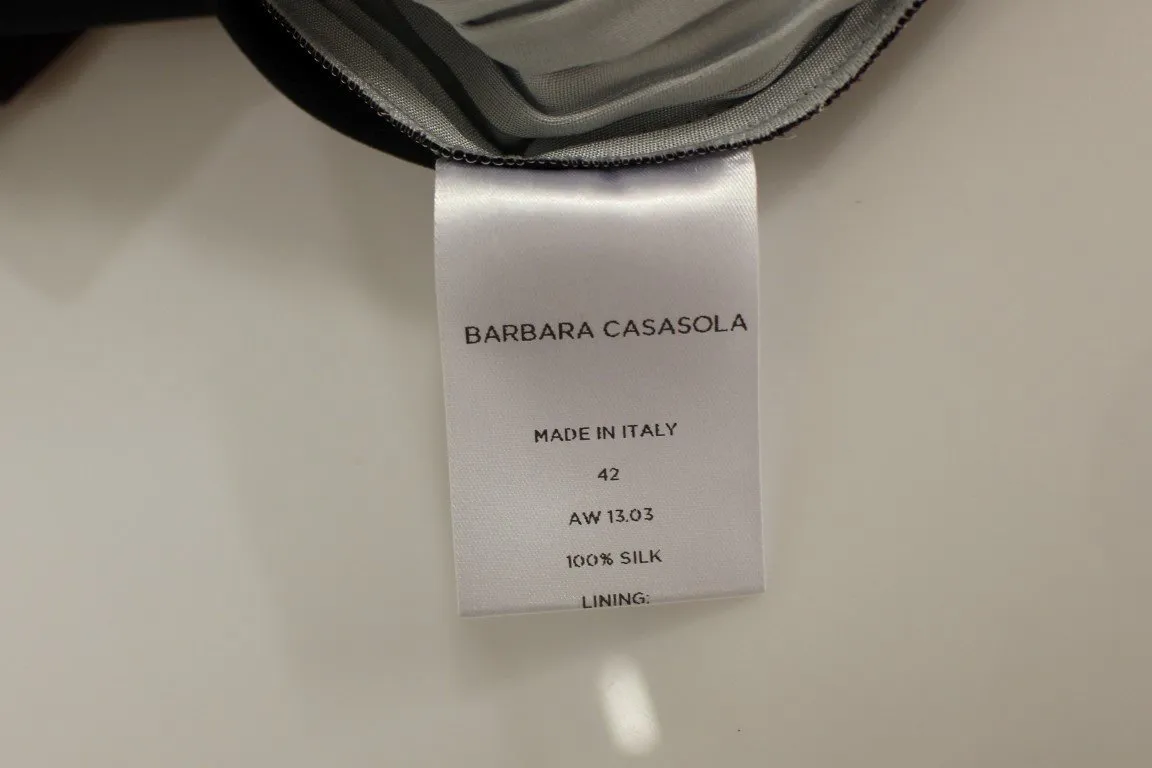 BARBARA CASASOLA
MADE IN ITALY
42
AW 13.03
100% SILK
LINING: